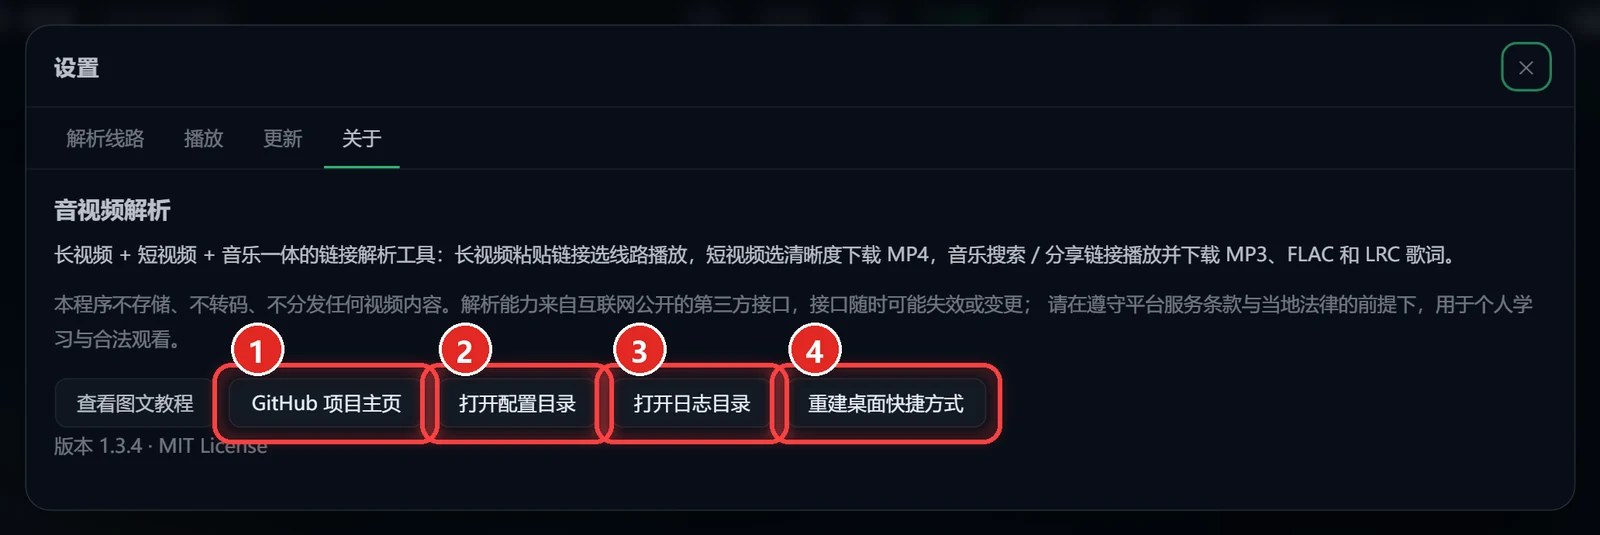 设置
解析线路 播放 更新 关于
音视频解析
长视频 + 短视频 + 音乐一体的链接解析工具：长视频粘贴链接选线路播放，短视频选清晰度下载 MP4，音乐搜索 / 分享链接播放并下载 MP3、FLAC 和 LRC 歌词。
本程序不存储、不转码、不分发任何视频内容。解析能力来自互联网公开的第三方接口，接口随时可能失效或变更； 请在遵守平台服务条款与当地法律的前提下，用于个人学
习与合法观看。
1 2 3 4
查看图文教程 GitHub 项目主页 打开配置目录 打开日志目录 重建桌面快捷方式
版本 1.3.4 · MIT License